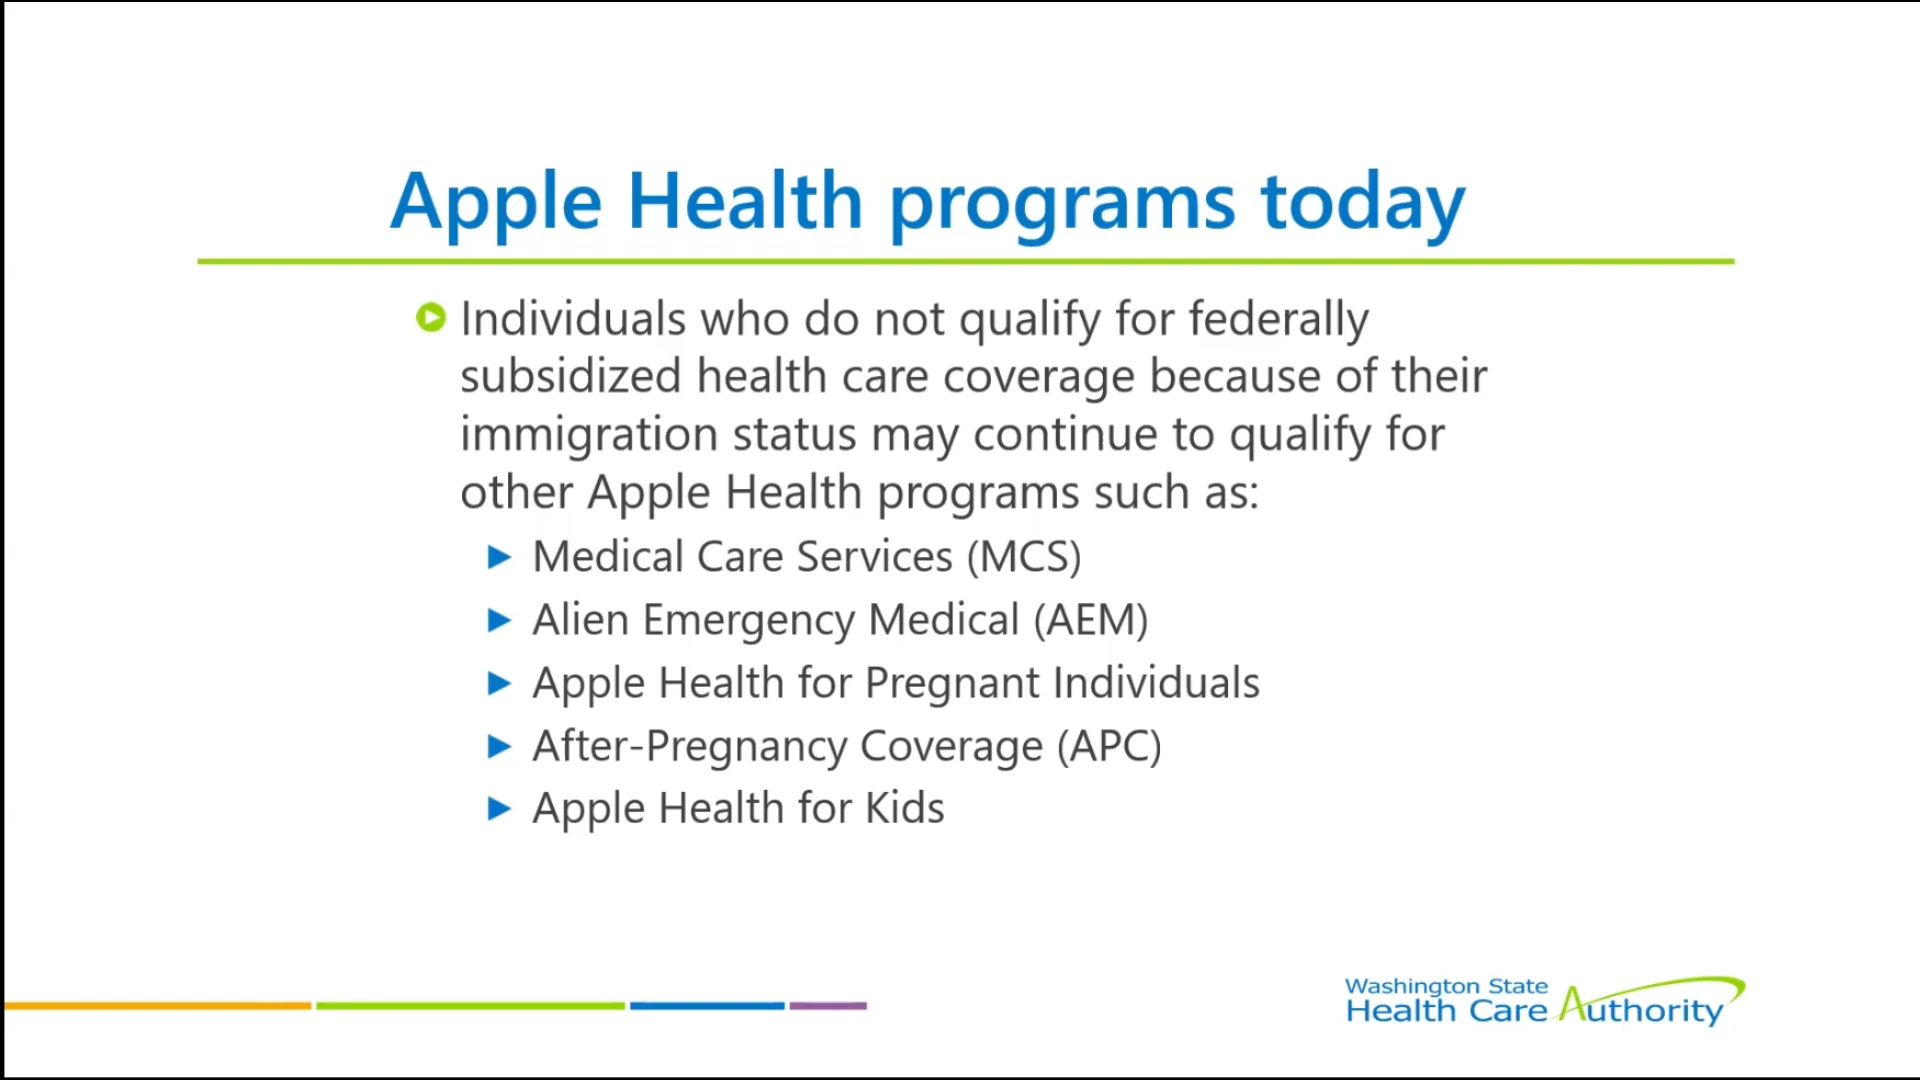 Apple Health programs today
Individuals who do not qualify for federally
subsidized health care coverage because of their
immigration status may continue to qualify for
other Apple Health programs such as:
Medical Care Services (MCS)
Alien Emergency Medical (AEM)
Apple Health for Pregnant Individuals
After-Pregnancy Coverage (APC)
Apple Health for Kids
Washington State
Health Care Authority